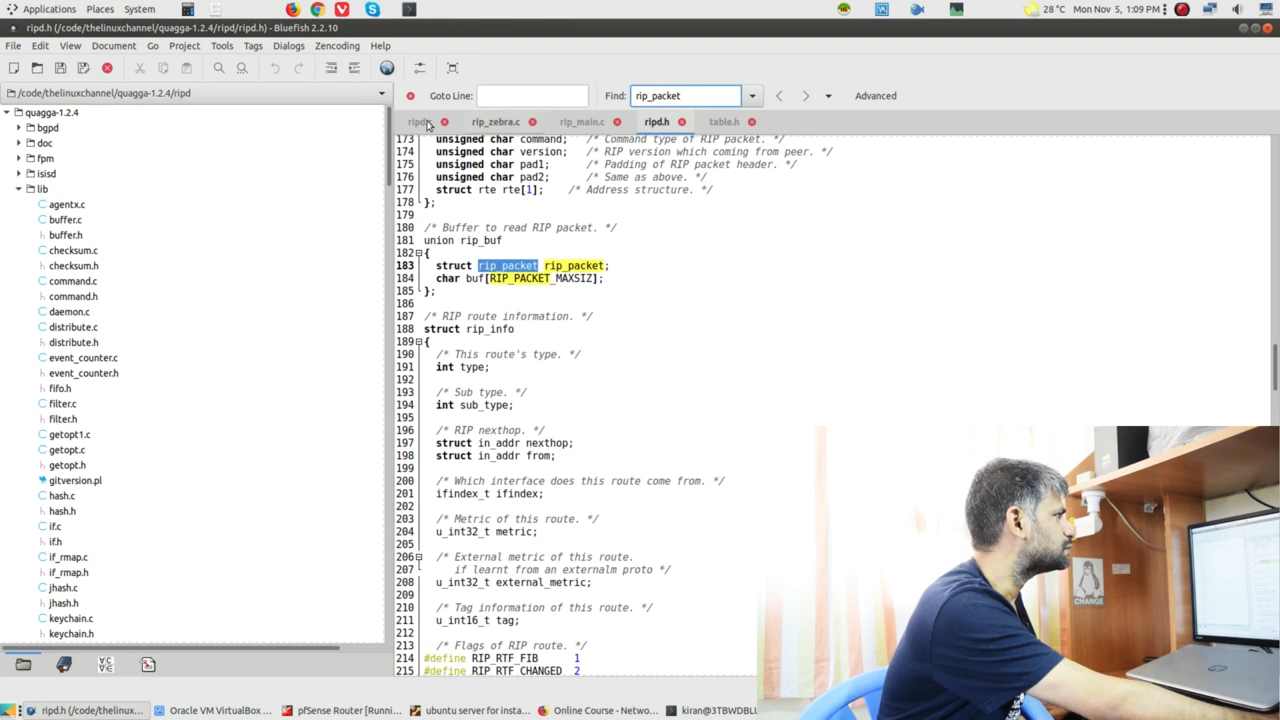 Applications Places System 28 °C Mon Nov 5, 1:09 PM
ripd.h (/code/thelinuxchannel/quagga-1.2.4/ripd/ripd.h) - Bluefish 2.2.10
File Edit View Document Go Project Tools Tags Dialogs Zencoding Help
/code/thelinuxchannel/quagga-1.2.4/ripd
Goto Line: Find: rip_packet Advanced
rip_zebra.c rip_main.c ripd.h table.h
quagga-1.2.4
bgpd
doc
fpm
isisd
lib
agentx.c
buffer.c
buffer.h
checksum.c
checksum.h
command.c
command.h
daemon.c
distribute.c
distribute.h
event_counter.c
event_counter.h
fifo.h
filter.c
filter.h
getopt1.c
getopt.c
getopt.h
gitversion.pl
hash.c
hash.h
if.c
if.h
if_rmap.c
if_rmap.h
jhash.c
jhash.h
keychain.c
keychain.h
173 unsigned char command; /* Command type of RIP packet. */
174 unsigned char version; /* RIP version which coming from peer. */
175 unsigned char pad1; /* Padding of RIP packet header. */
176 unsigned char pad2; /* Same as above. */
177 struct rte rte[1]; /* Address structure. */
178 };
179
180 /* Buffer to read RIP packet. */
181 union rip_buf
182 {
183 struct rip_packet rip_packet;
184 char buf[RIP_PACKET_MAXSIZ];
185 };
186
187 /* RIP route information. */
188 struct rip_info
189 {
190 /* This route's type. */
191 int type;
192
193 /* Sub type. */
194 int sub_type;
195
196 /* RIP nexthop. */
197 struct in_addr nexthop;
198 struct in_addr from;
199
200 /* Which interface does this route come from. */
201 ifindex_t ifindex;
202
203 /* Metric of this route. */
204 u_int32_t metric;
205
206 /* External metric of this route.
207 if learnt from an externalm proto */
208 u_int32_t external_metric;
209
210 /* Tag information of this route. */
211 u_int16_t tag;
212
213 /* Flags of RIP route. */
214 #define RIP_RTF_FIB 1
215 #define RIP_RTF_CHANGED 2
CHANGE
ripd.h (/code/thelinux... Oracle VM VirtualBox ... pfSense Router [Runni... ubuntu server for insta... Online Course - Netwo... kiran@3TBWDBLU